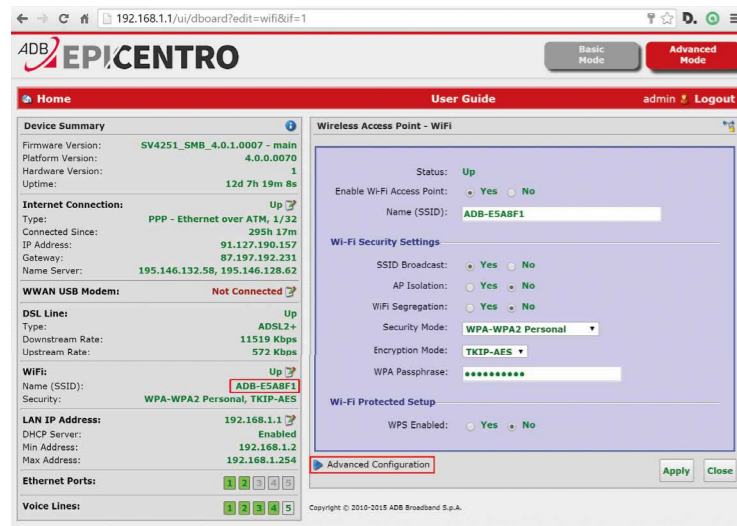 192.168.1.1/ui/dboard?edit=wifi&if=1
ADB EPICENTRO
Basic Mode
Advanced Mode
Home
User Guide
admin Logout
Device Summary
Firmware Version: SV4251_SMB_4.0.1.0007 - main
Platform Version: 4.0.0.0070
Hardware Version: 1
Uptime: 12d 7h 19m 8s
Internet Connection: Up
Type: PPP - Ethernet over ATM, 1/32
Connected Since: 295h 17m
IP Address: 91.127.190.157
Gateway: 87.197.192.231
Name Server: 195.146.132.58, 195.146.128.62
WWAN USB Modem: Not Connected
DSL Line: Up
Type: ADSL2+
Downstream Rate: 11519 Kbps
Upstream Rate: 572 Kbps
WiFi: Up
Name (SSID): ADB-E5A8F1
Security: WPA-WPA2 Personal, TKIP-AES
LAN IP Address: 192.168.1.1
DHCP Server: Enabled
Min Address: 192.168.1.2
Max Address: 192.168.1.254
Ethernet Ports: 1 2 3 4 5
Voice Lines: 1 2 3 4 5
Wireless Access Point - WiFi
Status: Up
Enable Wi-Fi Access Point: Yes No
Name (SSID): ADB-E5A8F1
Wi-Fi Security Settings
SSID Broadcast: Yes No
AP Isolation: Yes No
WiFi Segregation: Yes No
Security Mode: WPA-WPA2 Personal
Encryption Mode: TKIP-AES
WPA Passphrase: ●●●●●●●●●●
Wi-Fi Protected Setup
WPS Enabled: Yes No
Advanced Configuration
Apply Close
Copyright © 2010-2015 ADB Broadband S.p.A.